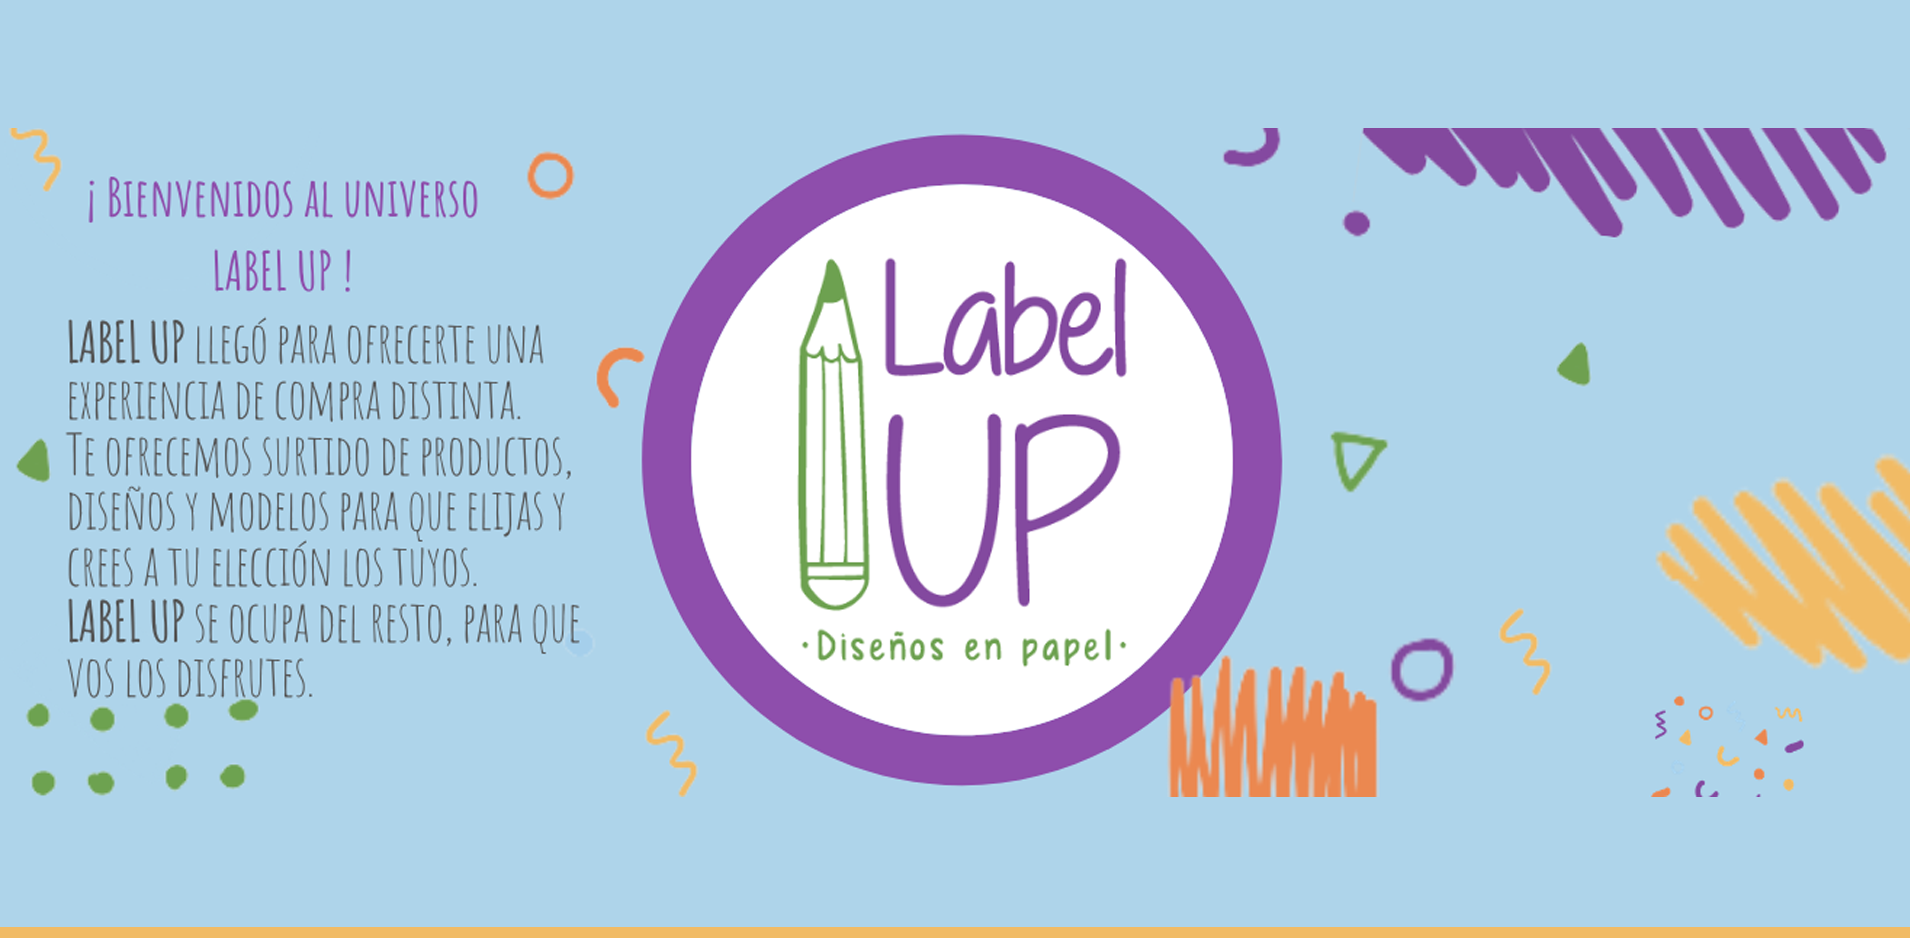 ¡ Bienvenidos al universo
LABEL UP !
LABEL UP llegó para ofrecerte una
experiencia de compra distinta.
Te ofrecemos surtido de productos,
diseños y modelos para que elijas y
crees a tu elección los tuyos.
LABEL UP se ocupa del resto, para que
vos los disfrutes.
Label
UP
·Diseños en papel·